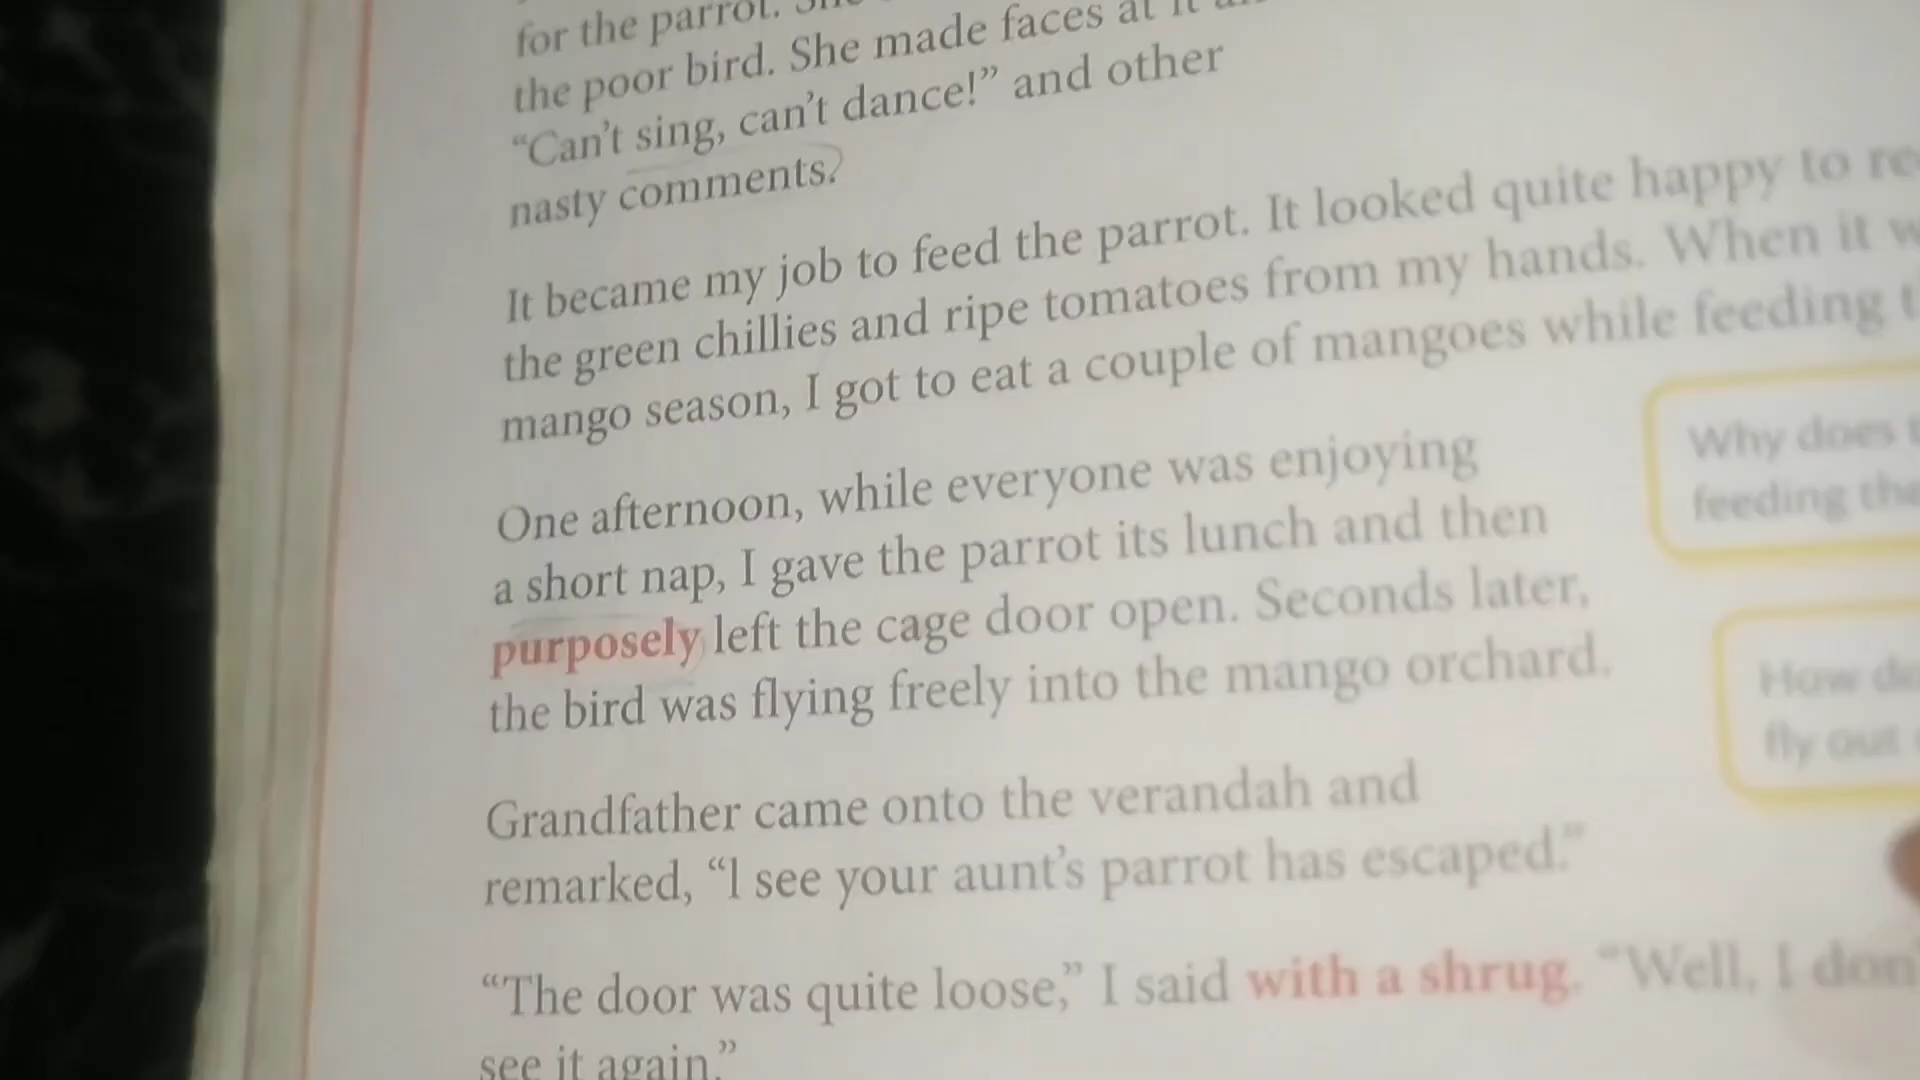 for the parrot.
the poor bird. She made faces at it
“Can’t sing, can’t dance!” and other
nasty comments.
It became my job to feed the parrot. It looked quite happy to
the green chillies and ripe tomatoes from my hands. When it
mango season, I got to eat a couple of mangoes while feeding
One afternoon, while everyone was enjoying
a short nap, I gave the parrot its lunch and then
purposely left the cage door open. Seconds later,
the bird was flying freely into the mango orchard.
Grandfather came onto the verandah and
remarked, “I see your aunt’s parrot has escaped.”
“The door was quite loose,” I said with a shrug. “Well, I
see it again.”
Why does
feeding
How
fly out